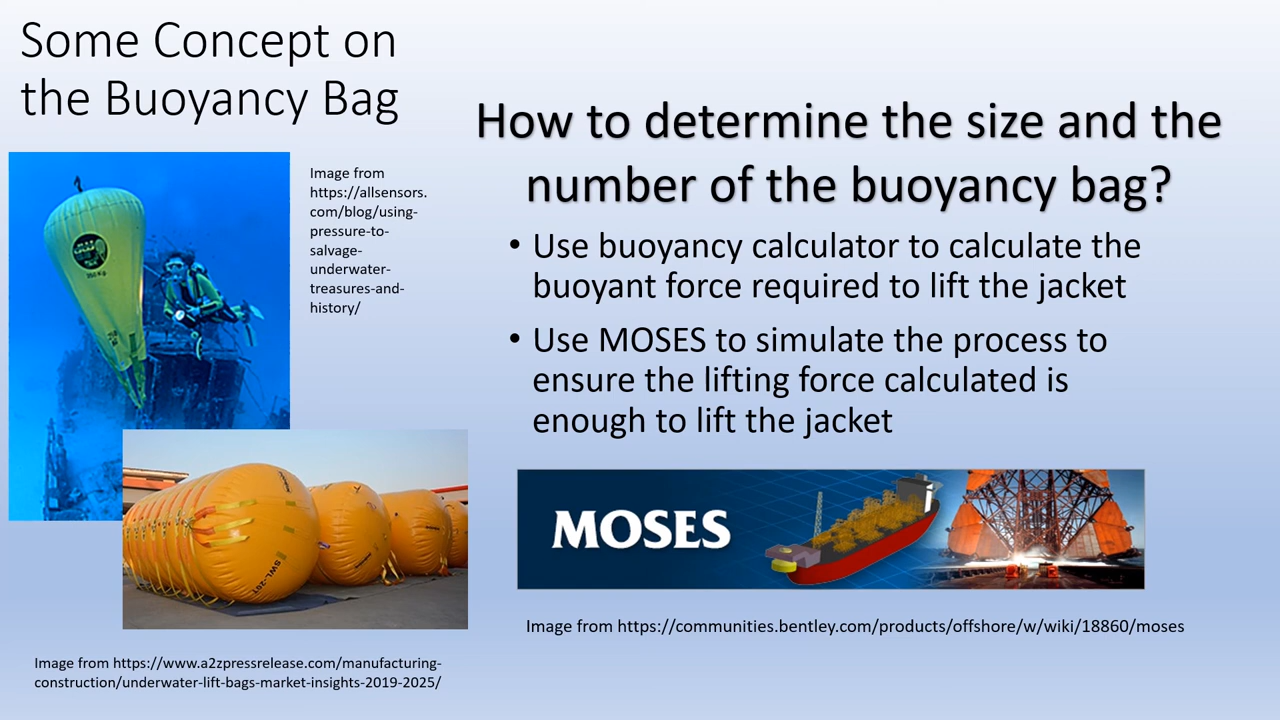 Some Concept on
the Buoyancy Bag
Image from
https://allsensors.
com/blog/using-
pressure-to-
salvage-
underwater-
treasures-and-
history/
SWL-20T
Image from https://www.a2zpressrelease.com/manufacturing-
construction/underwater-lift-bags-market-insights-2019-2025/
How to determine the size and the
number of the buoyancy bag?
• Use buoyancy calculator to calculate the
buoyant force required to lift the jacket
• Use MOSES to simulate the process to
ensure the lifting force calculated is
enough to lift the jacket
MOSES
Image from https://communities.bentley.com/products/offshore/w/wiki/18860/moses